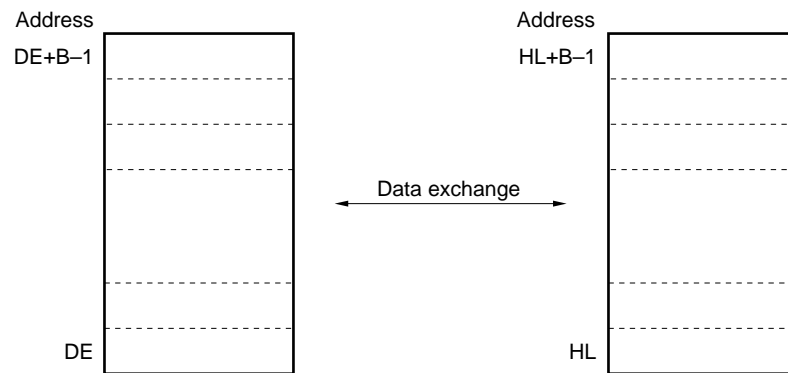 Address
DE+B–1
DE
Data exchange
Address
HL+B–1
HL